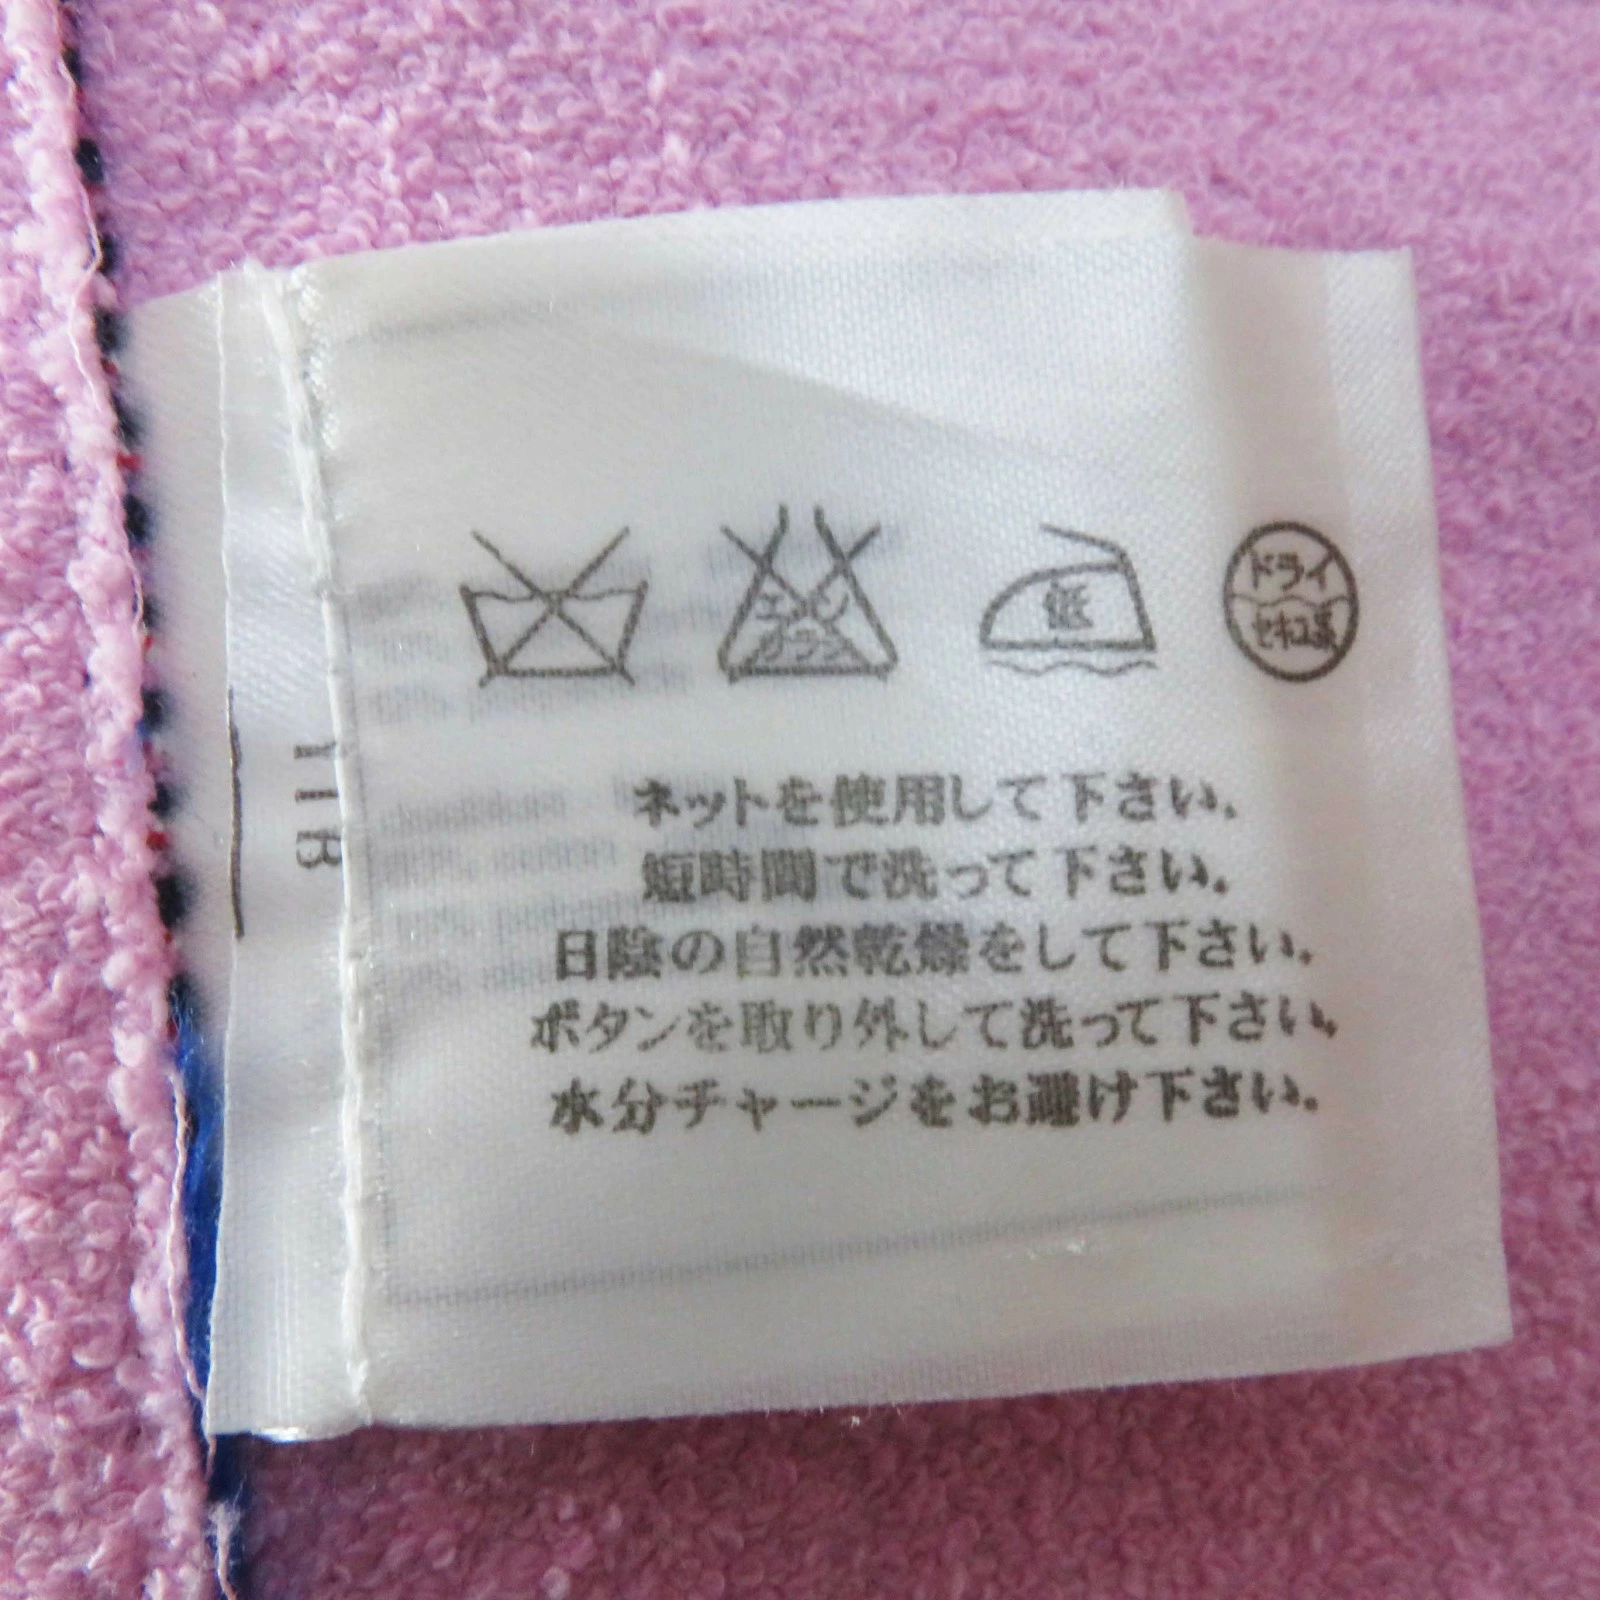 エンソ
サラシ
低
ドライ
セキユ系
ネットを使用して下さい。
短時間で洗って下さい。
日陰の自然乾燥をして下さい。
ボタンを取り外して洗って下さい。
水分チャージをお避け下さい。